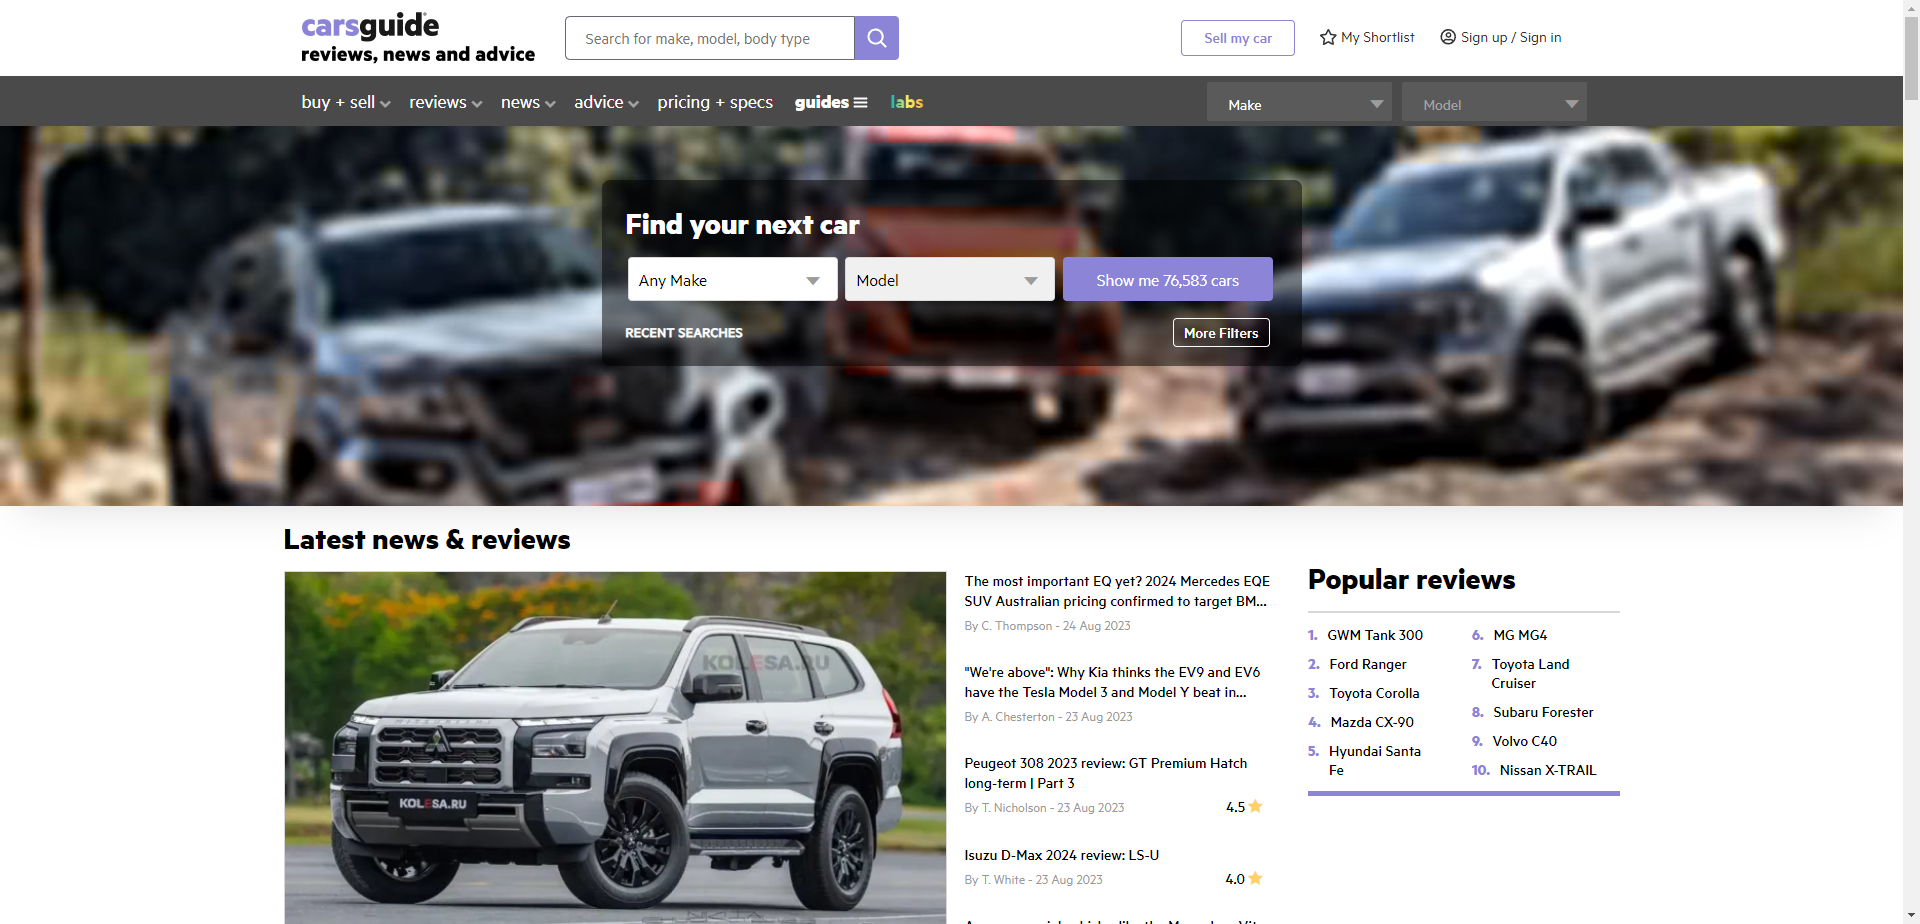 carsguide
reviews, news and advice
Search for make, model, body type
Sell my car
My Shortlist
Sign up / Sign in
buy + sell
reviews
news
advice
pricing + specs
guides
labs
Make
Model
Find your next car
Any Make
Model
Show me 76,583 cars
RECENT SEARCHES
More Filters
Latest news & reviews
KOLESA.RU
MITSUBISHI
KOLESA.RU
The most important EQ yet? 2024 Mercedes EQE
SUV Australian pricing confirmed to target BM...
By C. Thompson - 24 Aug 2023
"We're above": Why Kia thinks the EV9 and EV6
have the Tesla Model 3 and Model Y beat in...
By A. Chesterton - 23 Aug 2023
Peugeot 308 2023 review: GT Premium Hatch
long-term | Part 3
By T. Nicholson - 23 Aug 2023
4.5
Isuzu D-Max 2024 review: LS-U
By T. White - 23 Aug 2023
4.0
Popular reviews
1. GWM Tank 300
2. Ford Ranger
3. Toyota Corolla
4. Mazda CX-90
5. Hyundai Santa
Fe
6. MG MG4
7. Toyota Land
Cruiser
8. Subaru Forester
9. Volvo C40
10. Nissan X-TRAIL